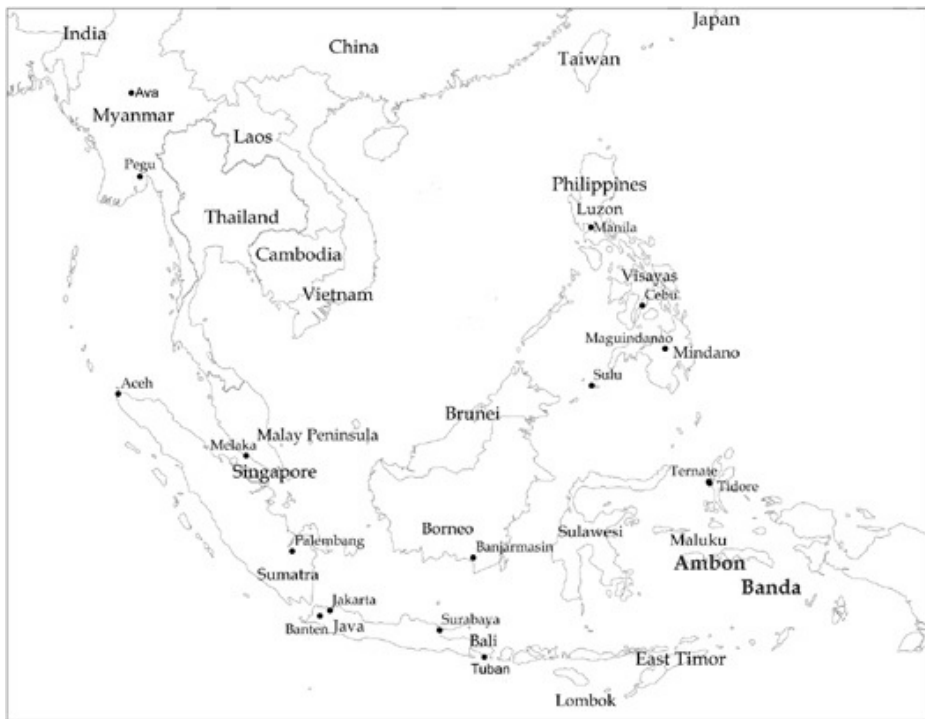 Japan
India
China
Taiwan
Ava
Myanmar
Laos
Pegu
Philippines
Thailand
Luzon
Manila
Cambodia
Visayas
Vietnam
Cebu
Maguindanao
Mindano
Sulu
Aceh
Brunei
Malay Peninsula
Melaka
Singapore
Ternate
Tidore
Borneo
Sulawesi
Maluku
Palembang
Banjarmasin
Ambon
Sumatra
Banda
Jakarta
Banten
Java
Surabaya
Bali
East Timor
Tuban
Lombok